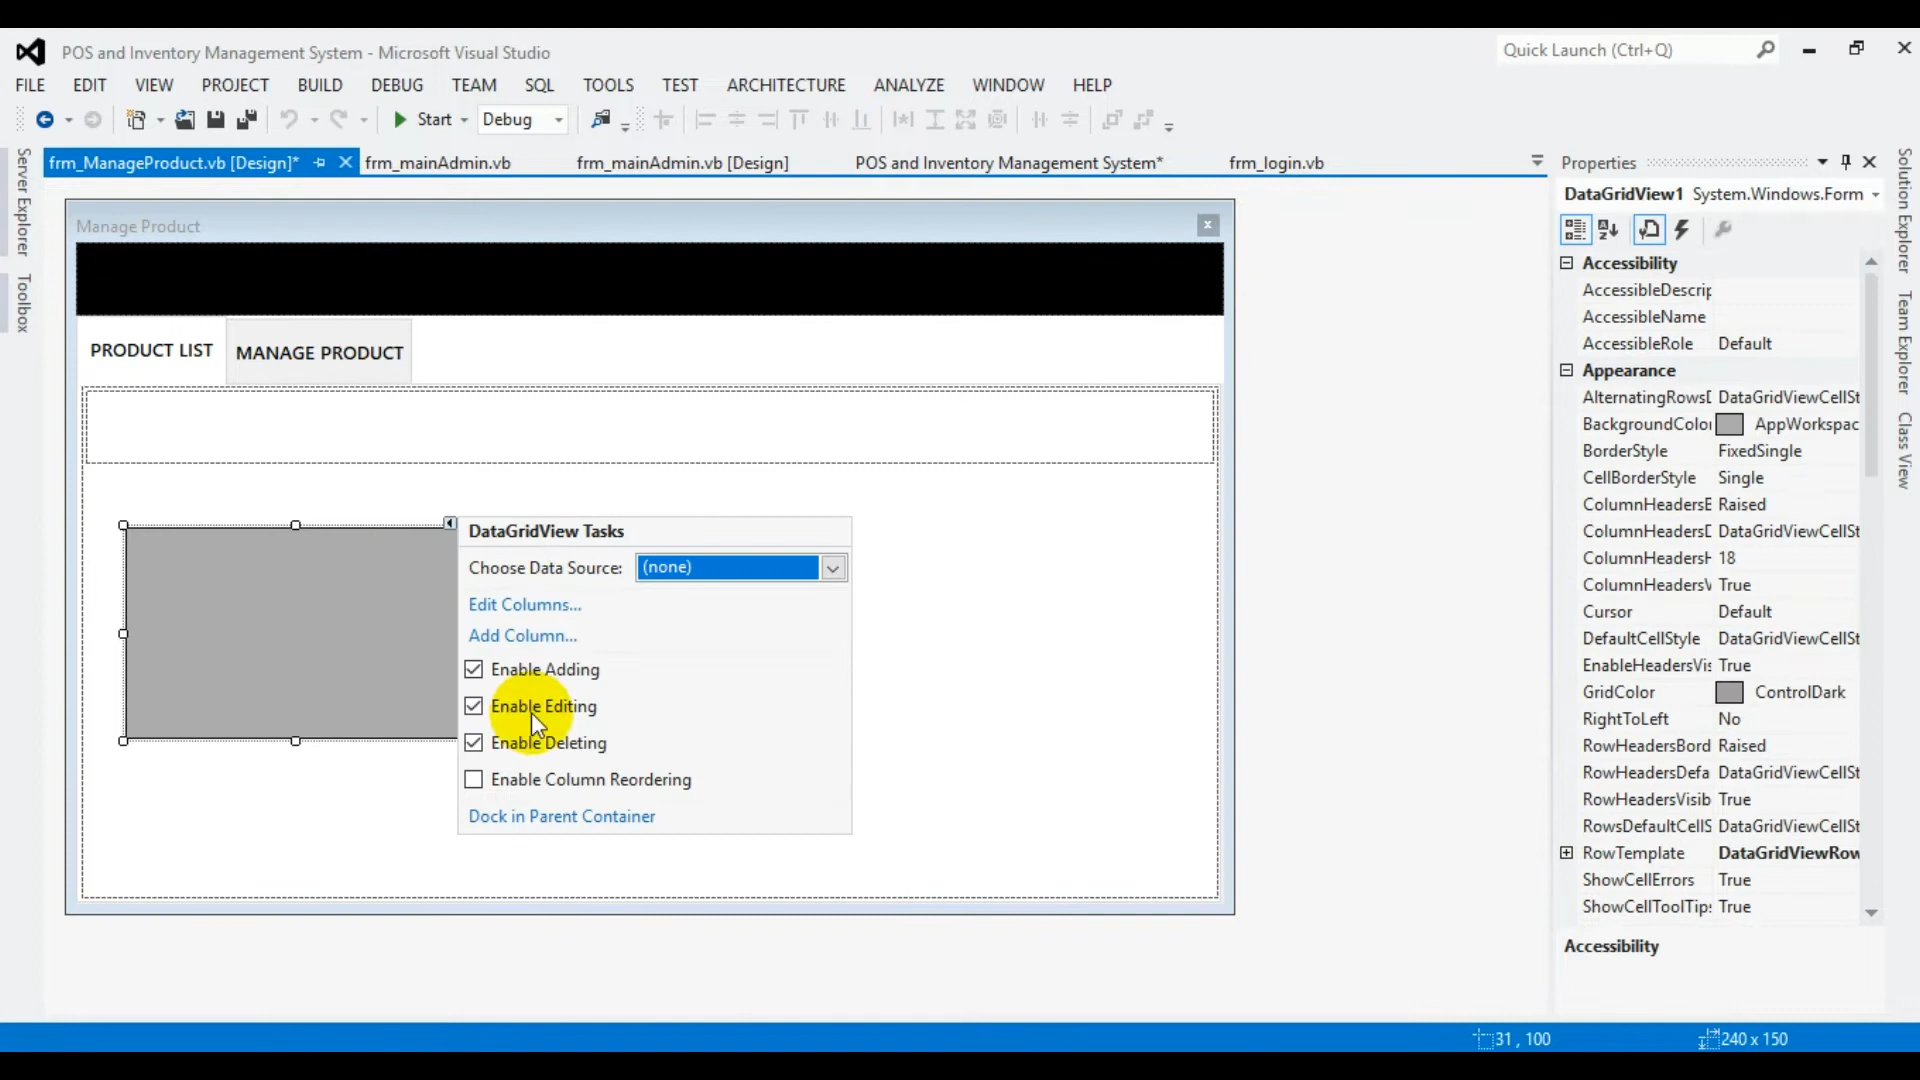 POS and Inventory Management System - Microsoft Visual Studio
Quick Launch (Ctrl+Q)
FILE EDIT VIEW PROJECT BUILD DEBUG TEAM SQL TOOLS TEST ARCHITECTURE ANALYZE WINDOW HELP
Start Debug
frm_ManageProduct.vb [Design]* frm_mainAdmin.vb frm_mainAdmin.vb [Design] POS and Inventory Management System* frm_login.vb
Server Explorer
Toolbox
Manage Product
PRODUCT LIST MANAGE PRODUCT
DataGridView Tasks
Choose Data Source: (none)
Edit Columns...
Add Column...
Enable Adding
Enable Editing
Enable Deleting
Enable Column Reordering
Dock in Parent Container
Properties
DataGridView1 System.Windows.Form
Accessibility
AccessibleDescrip
AccessibleName
AccessibleRole Default
Appearance
AlternatingRowsD DataGridViewCellSt
BackgroundColor AppWorkspac
BorderStyle FixedSingle
CellBorderStyle Single
ColumnHeadersB Raised
ColumnHeadersD DataGridViewCellSt
ColumnHeadersH 18
ColumnHeadersV True
Cursor Default
DefaultCellStyle DataGridViewCellSt
EnableHeadersVis True
GridColor ControlDark
RightToLeft No
RowHeadersBord Raised
RowHeadersDefa DataGridViewCellSt
RowHeadersVisib True
RowsDefaultCellS DataGridViewCellSt
RowTemplate DataGridViewRow
ShowCellErrors True
ShowCellToolTips True
Accessibility
Solution Explorer
Team Explorer
Class View
31 , 100
240 x 150